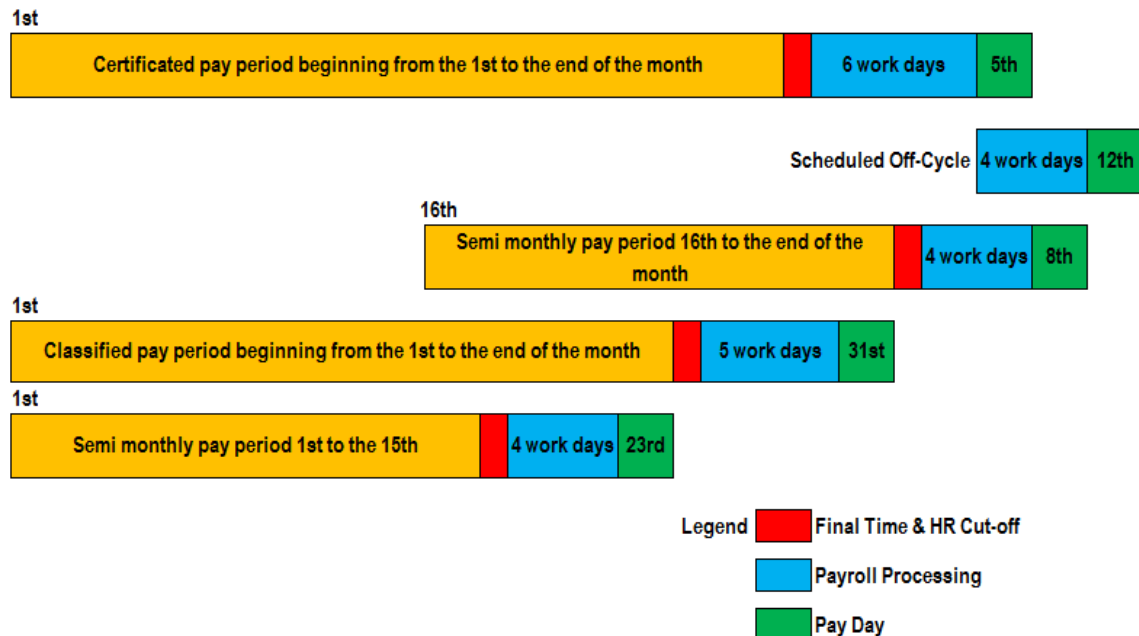 1st
Certificated pay period beginning from the 1st to the end of the month
6 work days
5th
Scheduled Off-Cycle
4 work days
12th
16th
Semi monthly pay period 16th to the end of the
month
4 work days
8th
1st
Classified pay period beginning from the 1st to the end of the month
5 work days
31st
1st
Semi monthly pay period 1st to the 15th
4 work days
23rd
Legend
Final Time & HR Cut-off
Payroll Processing
Pay Day